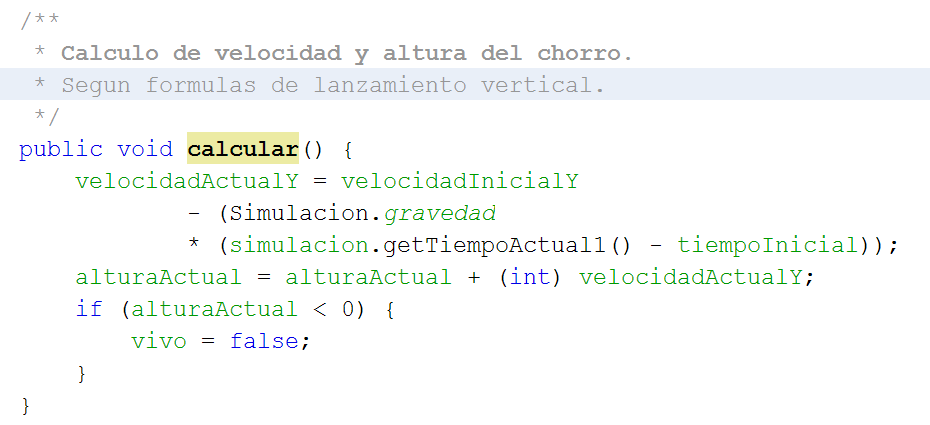 /**
 * Calculo de velocidad y altura del chorro.
 * Segun formulas de lanzamiento vertical.
 */
public void calcular() {
    velocidadActualY = velocidadInicialY
            - (Simulacion.gravedad
            * (simulacion.getTiempoActual1() - tiempoInicial));
    alturaActual = alturaActual + (int) velocidadActualY;
    if (alturaActual < 0) {
        vivo = false;
    }
}